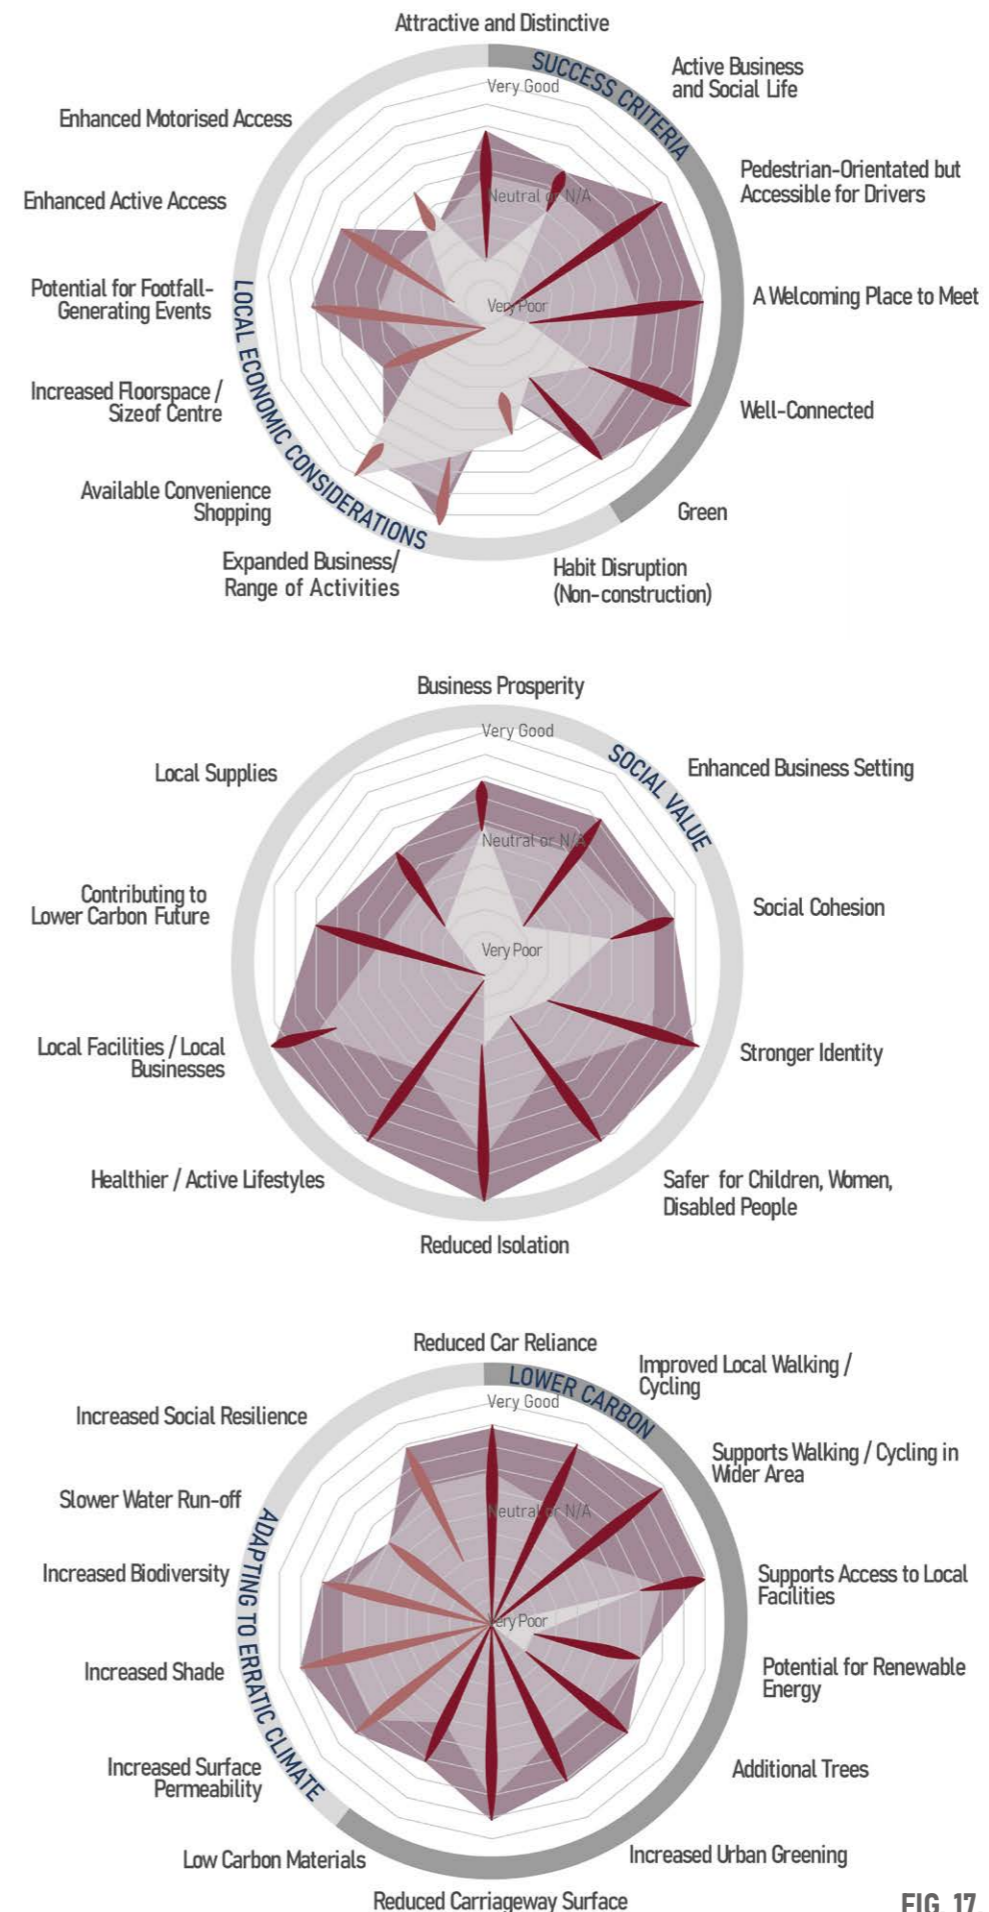 Attractive and Distinctive
SUCCESS CRITERIA
Very Good
Active Business
and Social Life
Enhanced Motorised Access
Pedestrian-Orientated but
Accessible for Drivers
Neutral or N/A
Enhanced Active Access
Potential for Footfall-
Generating Events
A Welcoming Place to Meet
Very Poor
LOCAL ECONOMIC CONSIDERATIONS
Increased Floorspace /
Sizeof Centre
Well-Connected
Available Convenience
Shopping
Green
Expanded Business/
Range of Activities
Habit Disruption
(Non-construction)
Business Prosperity
Very Good
SOCIAL VALUE
Local Supplies
Enhanced Business Setting
Neutral or N/A
Contributing to
Lower Carbon Future
Social Cohesion
Very Poor
Local Facilities / Local
Businesses
Stronger Identity
Healthier / Active Lifestyles
Safer for Children, Women,
Disabled People
Reduced Isolation
Reduced Car Reliance
LOWER CARBON
Improved Local Walking /
Cycling
Very Good
Increased Social Resilience
Supports Walking / Cycling in
Wider Area
Slower Water Run-off
Neutral or N/A
Increased Biodiversity
Supports Access to Local
Facilities
Very Poor
ADAPTING TO ERRATIC CLIMATE
Increased Shade
Potential for Renewable
Energy
Increased Surface
Permeability
Additional Trees
Low Carbon Materials
Increased Urban Greening
Reduced Carriageway Surface
FIG 17.